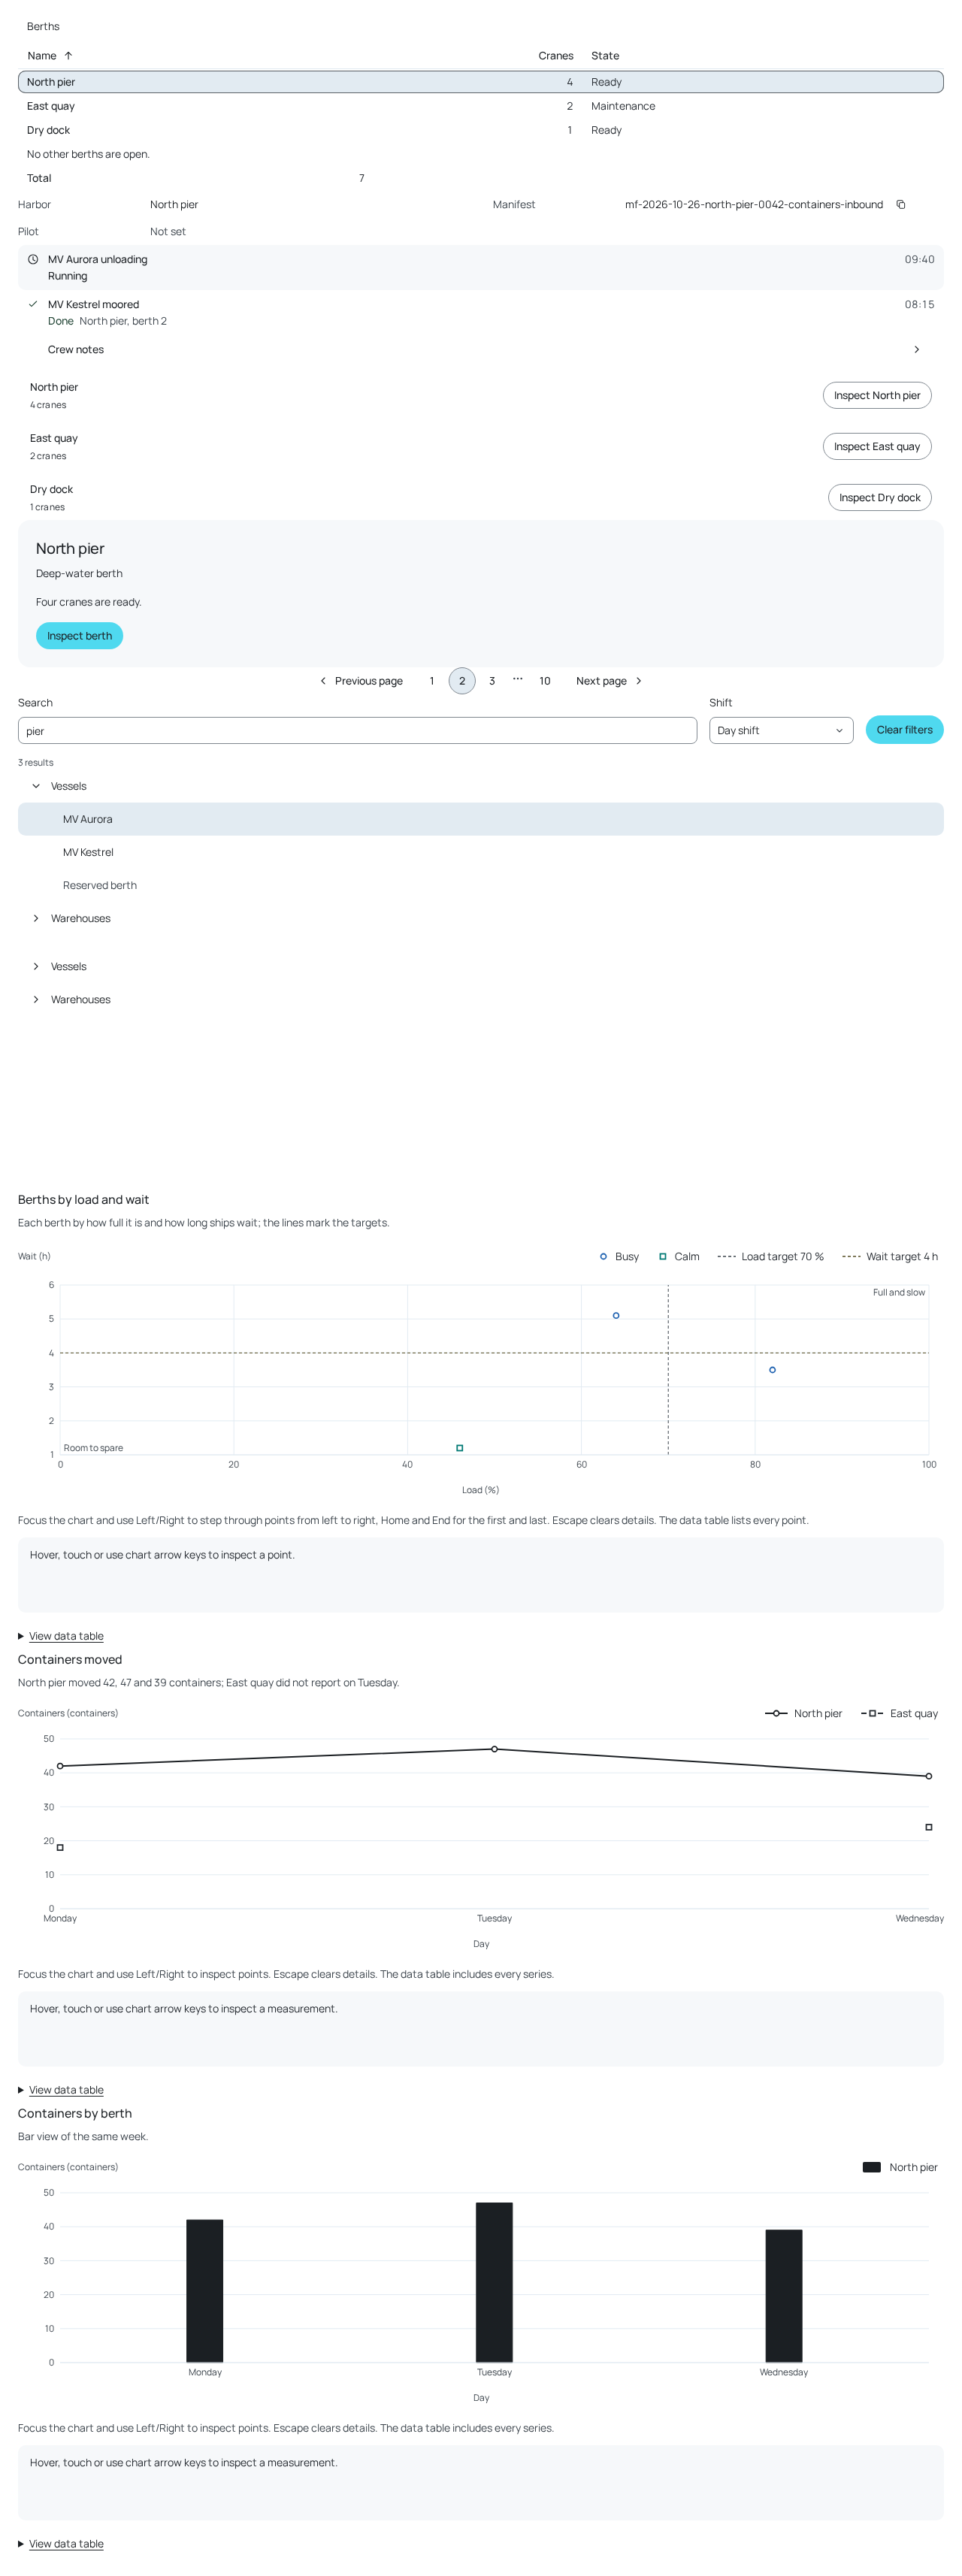 Berths
Name Cranes State
North pier 4 Ready
East quay 2 Maintenance
Dry dock 1 Ready
No other berths are open.
Total 7
Harbor North pier Manifest mf-2026-10-26-north-pier-0042-containers-inbound
Pilot Not set
MV Aurora unloading 09:40
Running
MV Kestrel moored 08:15
Done North pier, berth 2
Crew notes
North pier
4 cranes
Inspect North pier
East quay
2 cranes
Inspect East quay
Dry dock
1 cranes
Inspect Dry dock
North pier
Deep-water berth
Four cranes are ready.
Inspect berth
Previous page 1 2 3 ... 10 Next page
Search Shift
pier Day shift Clear filters
3 results
Vessels
MV Aurora
MV Kestrel
Reserved berth
Warehouses
Vessels
Warehouses
Berths by load and wait
Each berth by how full it is and how long ships wait; the lines mark the targets.
Wait (h) Busy Calm Load target 70 % Wait target 4 h
6
Full and slow
5
4
3
2
Room to spare
1
0 20 40 60 80 100
Load (%)
Focus the chart and use Left/Right to step through points from left to right, Home and End for the first and last. Escape clears details. The data table lists every point.
Hover, touch or use chart arrow keys to inspect a point.
View data table
Containers moved
North pier moved 42, 47 and 39 containers; East quay did not report on Tuesday.
Containers (containers) North pier East quay
50
40
30
20
10
0
Monday Tuesday Wednesday
Day
Focus the chart and use Left/Right to inspect points. Escape clears details. The data table includes every series.
Hover, touch or use chart arrow keys to inspect a measurement.
View data table
Containers by berth
Bar view of the same week.
Containers (containers) North pier
50
40
30
20
10
0
Monday Tuesday Wednesday
Day
Focus the chart and use Left/Right to inspect points. Escape clears details. The data table includes every series.
Hover, touch or use chart arrow keys to inspect a measurement.
View data table